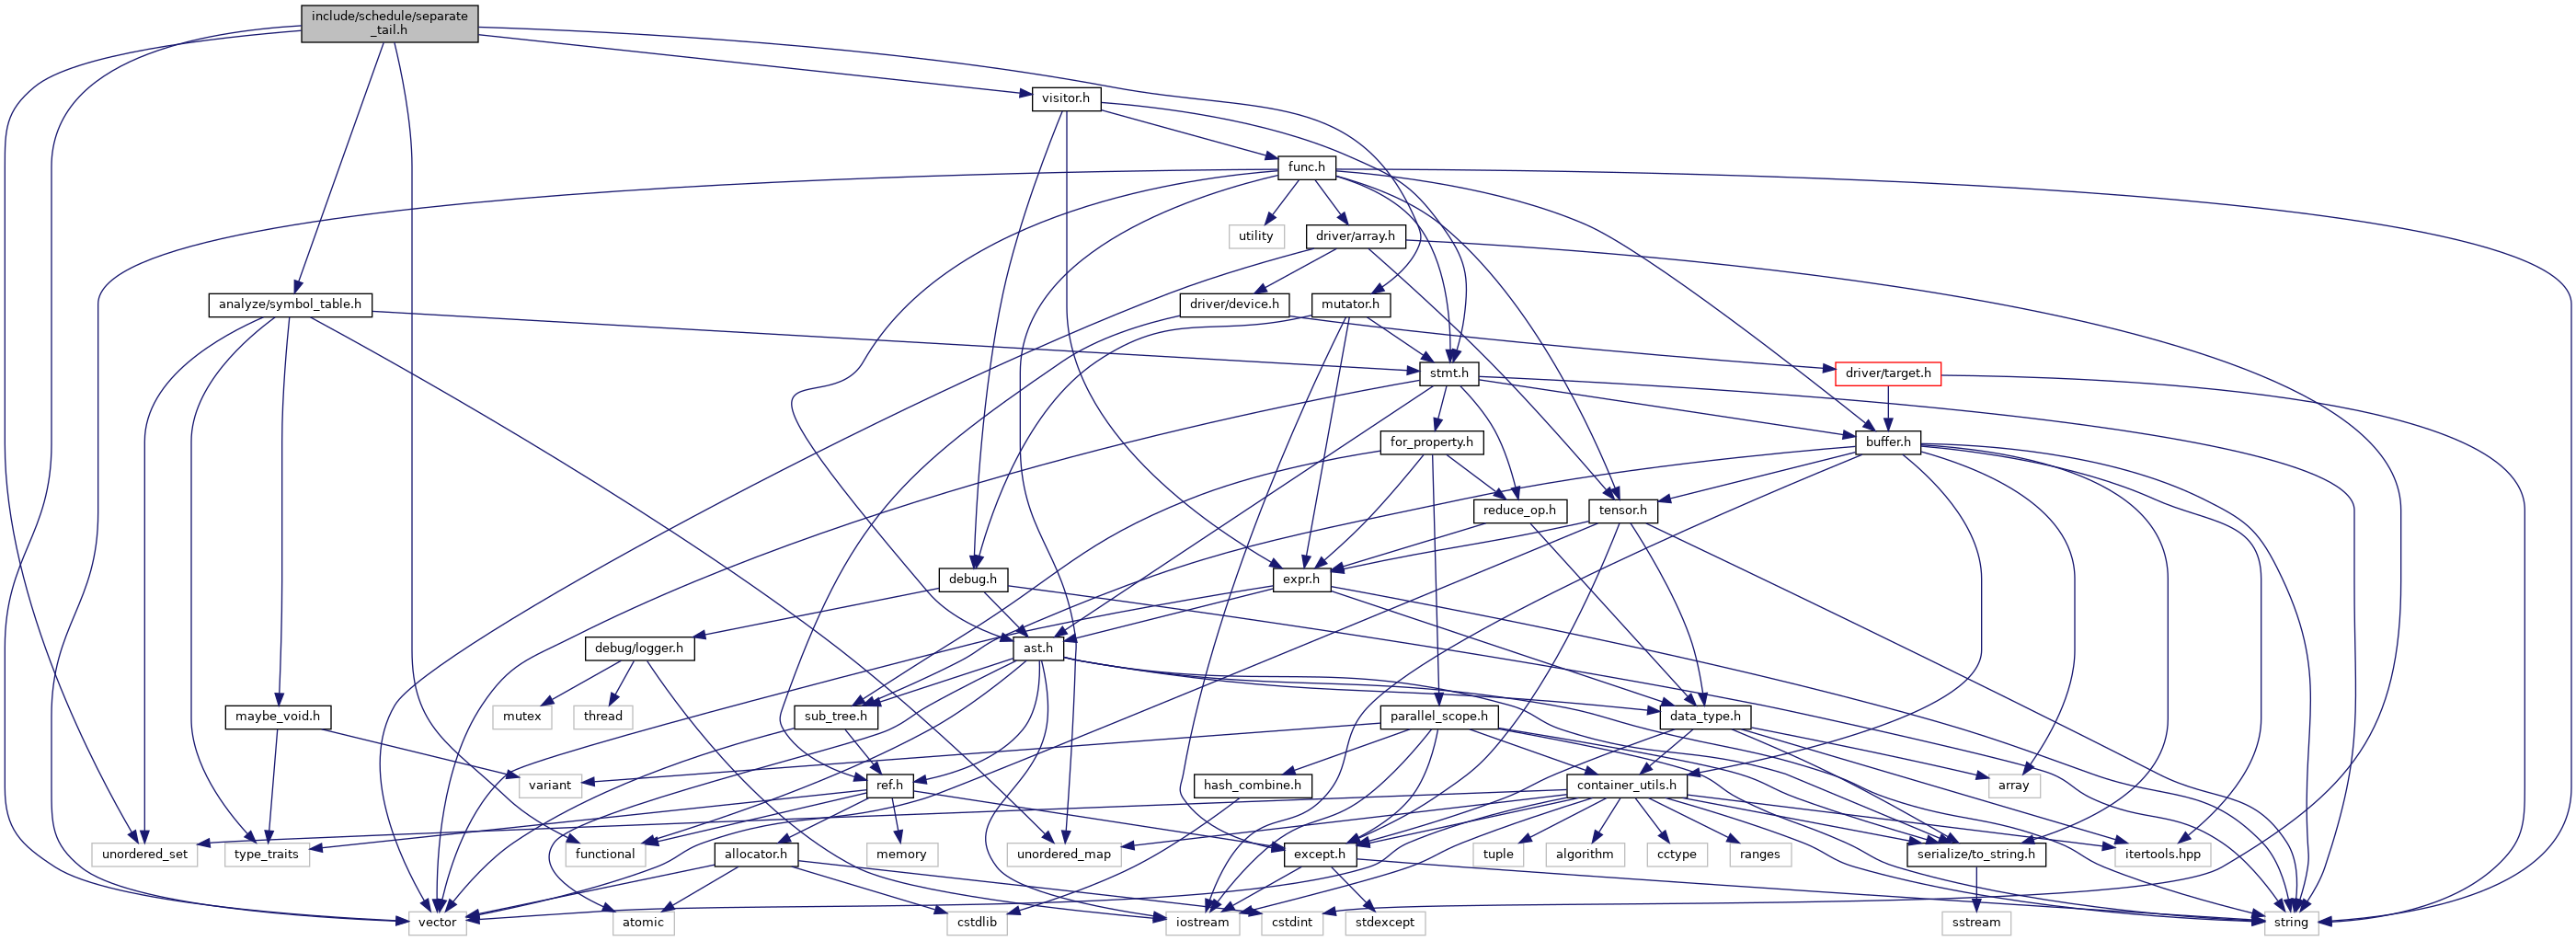 include/schedule/separate
_tail.h
visitor.h
func.h
utility
driver/array.h
analyze/symbol_table.h
driver/device.h
mutator.h
stmt.h
driver/target.h
for_property.h
buffer.h
reduce_op.h
tensor.h
debug.h
expr.h
debug/logger.h
ast.h
maybe_void.h
mutex
thread
sub_tree.h
parallel_scope.h
data_type.h
variant
ref.h
hash_combine.h
container_utils.h
array
unordered_set
type_traits
functional
allocator.h
memory
unordered_map
except.h
tuple
algorithm
cctype
ranges
serialize/to_string.h
itertools.hpp
vector
atomic
cstdlib
iostream
cstdint
stdexcept
sstream
string